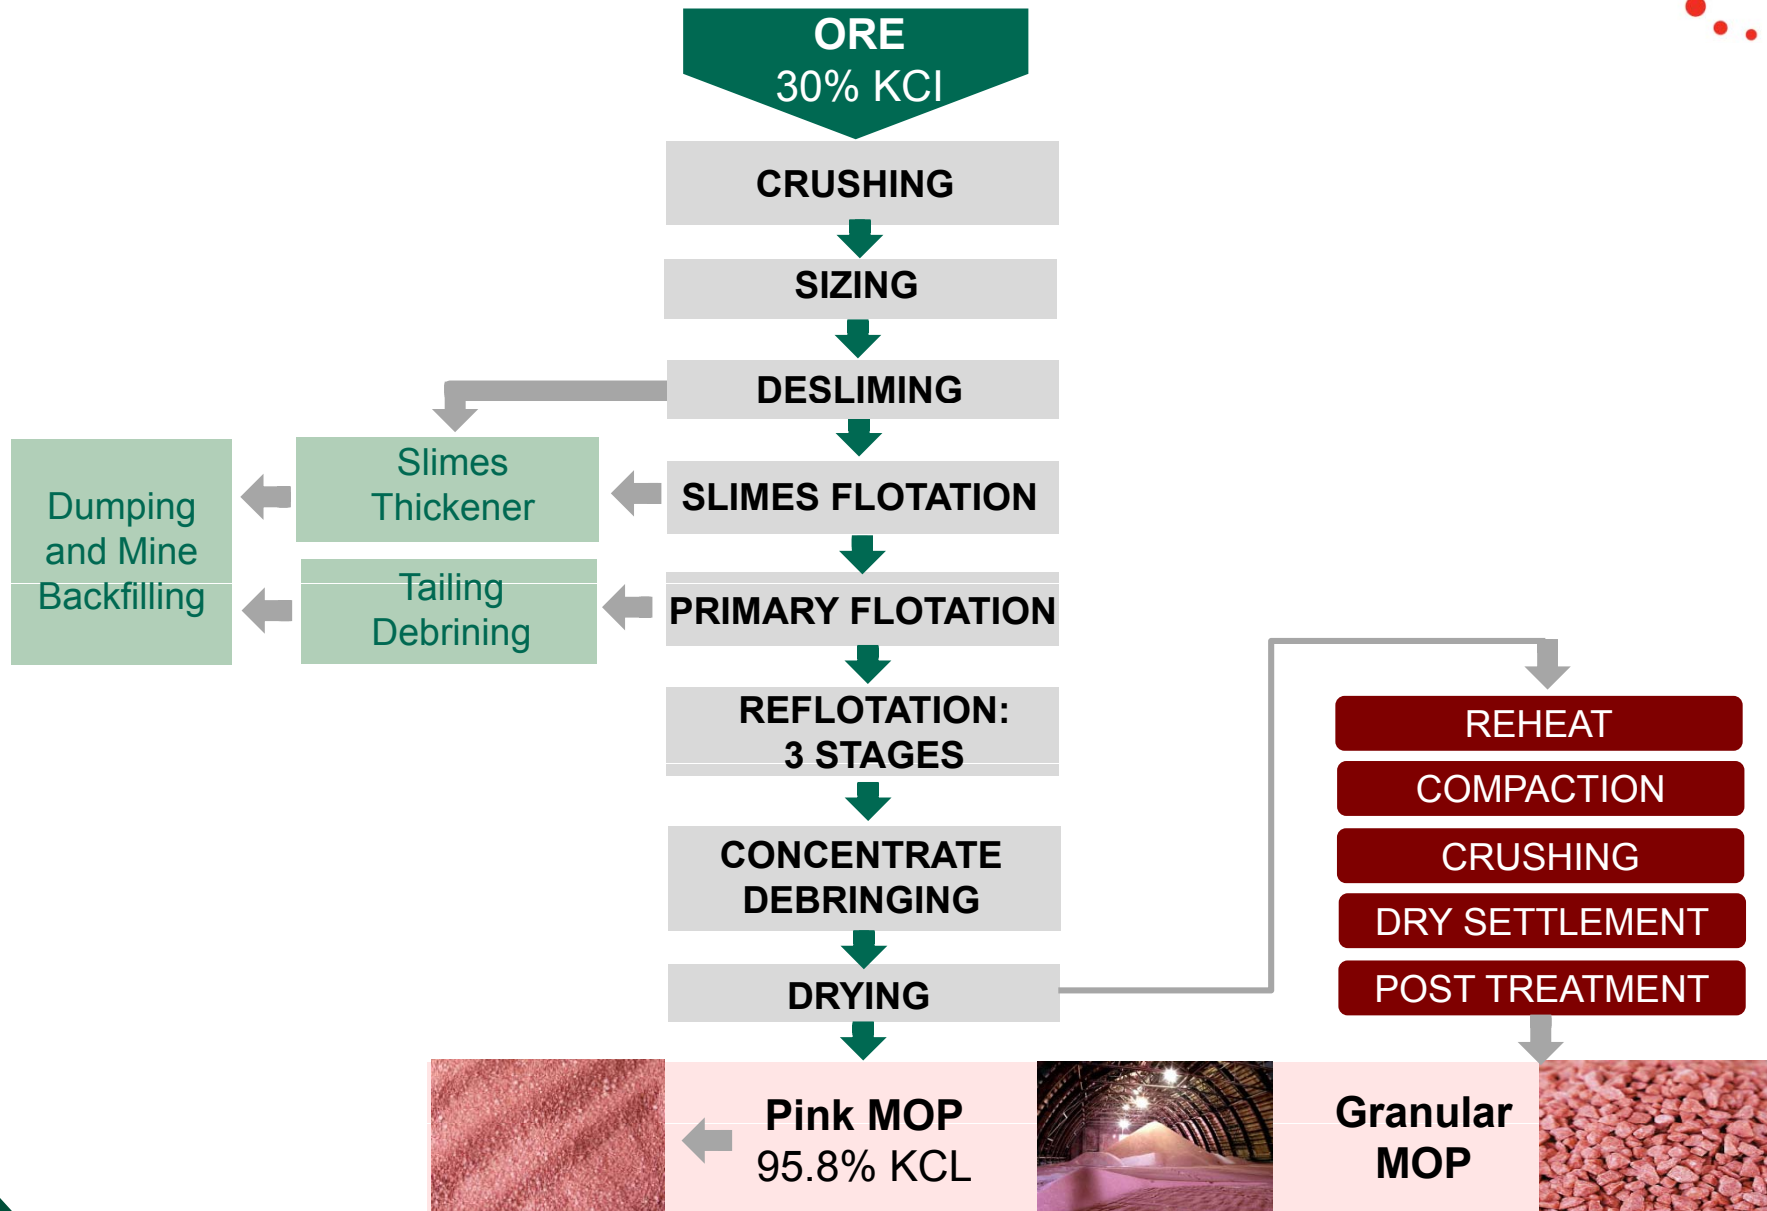 ORE
30% KCl
CRUSHING
SIZING
DESLIMING
SLIMES FLOTATION
PRIMARY FLOTATION
REFLOTATION:
3 STAGES
CONCENTRATE
DEBRINGING
DRYING
Slimes
Thickener
Tailing
Debrining
Dumping
and Mine
Backfilling
REHEAT
COMPACTION
CRUSHING
DRY SETTLEMENT
POST TREATMENT
Pink MOP
95.8% KCL
Granular
MOP